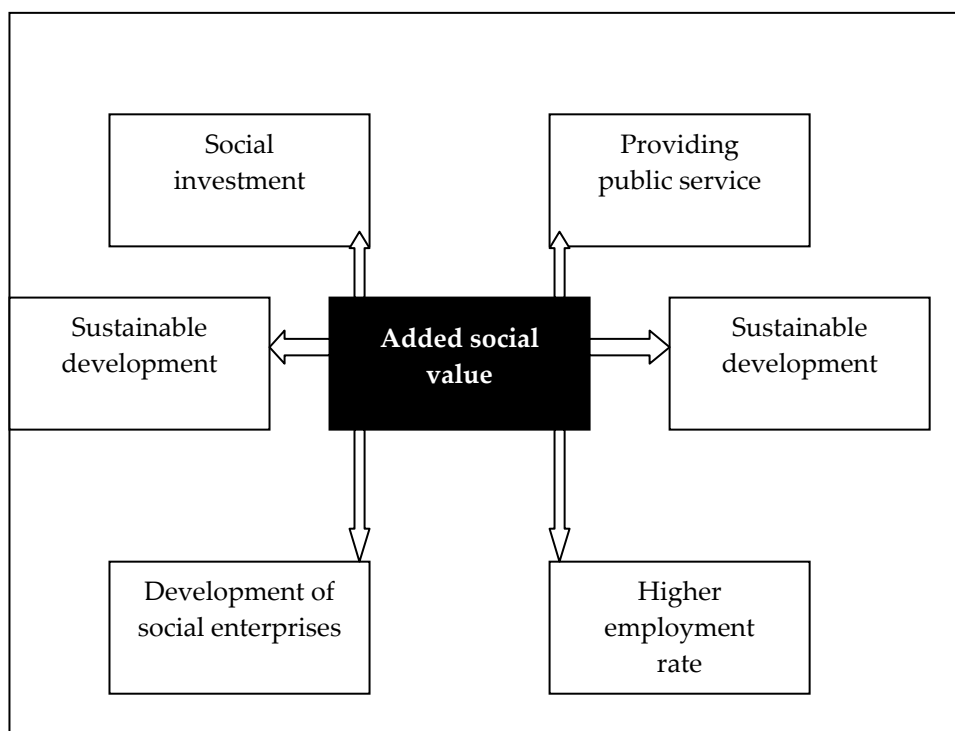 Social
investment
Providing
public service
Sustainable
development
Added social
value
Sustainable
development
Development of
social enterprises
Higher
employment
rate